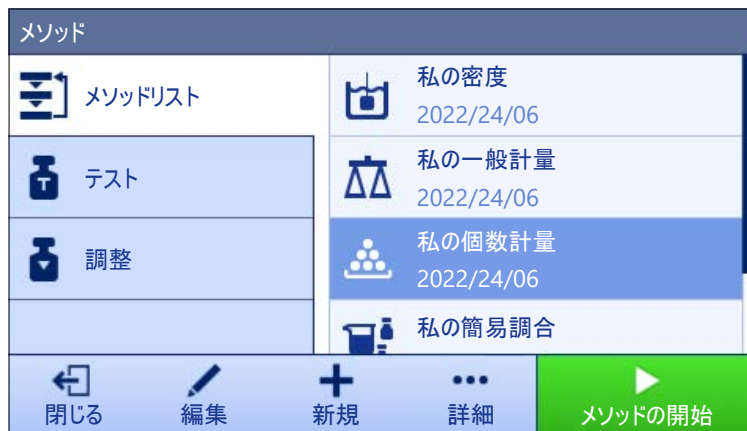 メソッド
メソッドリスト
テスト
調整
私の密度
2022/24/06
私の一般計量
2022/24/06
私の個数計量
2022/24/06
私の簡易調合
閉じる
編集
新規
詳細
メソッドの開始